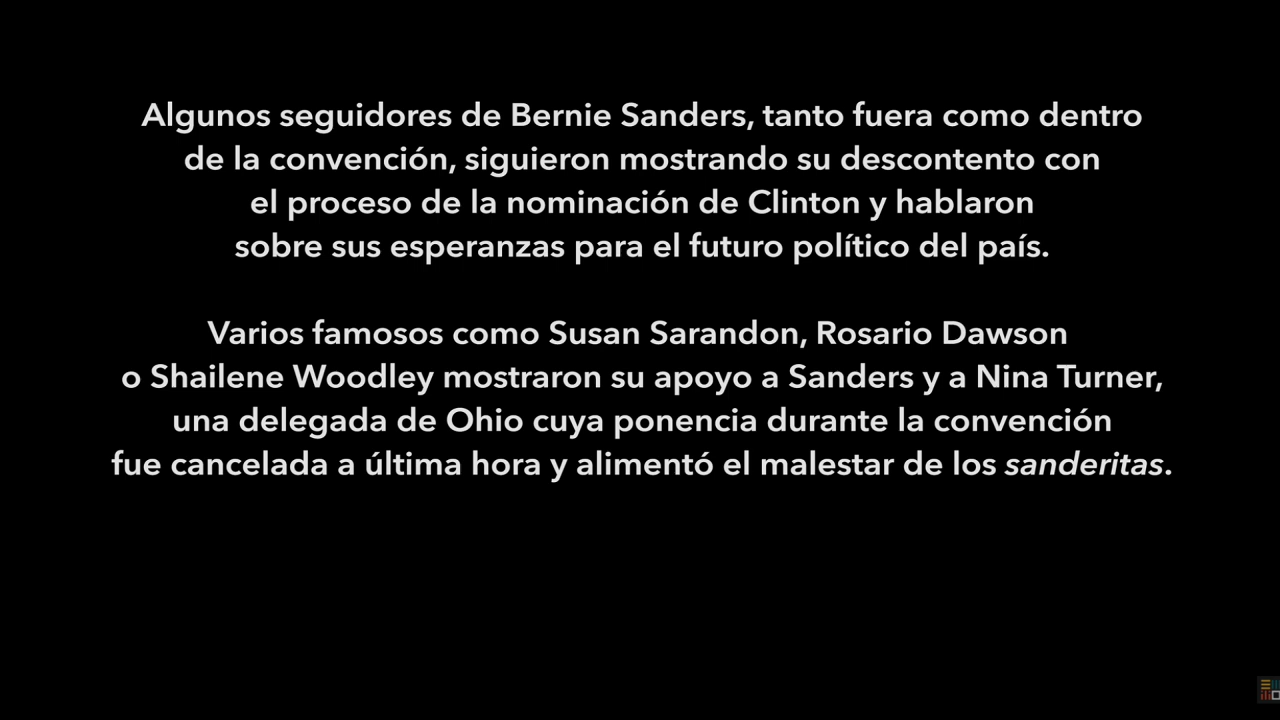 Algunos seguidores de Bernie Sanders, tanto fuera como dentro
de la convención, siguieron mostrando su descontento con
el proceso de la nominación de Clinton y hablaron
sobre sus esperanzas para el futuro político del país.
Varios famosos como Susan Sarandon, Rosario Dawson
o Shailene Woodley mostraron su apoyo a Sanders y a Nina Turner,
una delegada de Ohio cuya ponencia durante la convención
fue cancelada a última hora y alimentó el malestar de los sanderitas.